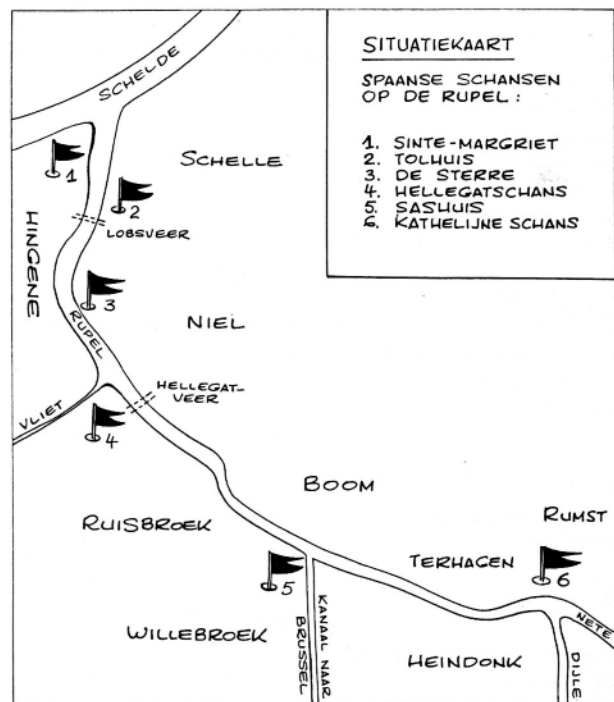 SITUATIEKAART
SPAANSE SCHANSEN
OP DE RUPEL :
1. SINTE-MARGRIET
2. TOLHUIS
3. DE STERRE
4. HELLEGATSCHANS
5. SASHUIS
6. KATHELIJNE SCHANS
SCHELDE
SCHELLE
1
2
LOBSVEER
HINGENE
3
NIEL
RUPEL
HELLEGAT-
VEER
VLIET
4
BOOM
RUISBROEK
RUMST
TERHAGEN
5
6
WILLEBROEK
KANAAL NAAR
BRUSSEL
HEINDONK
NETE
DIJLE